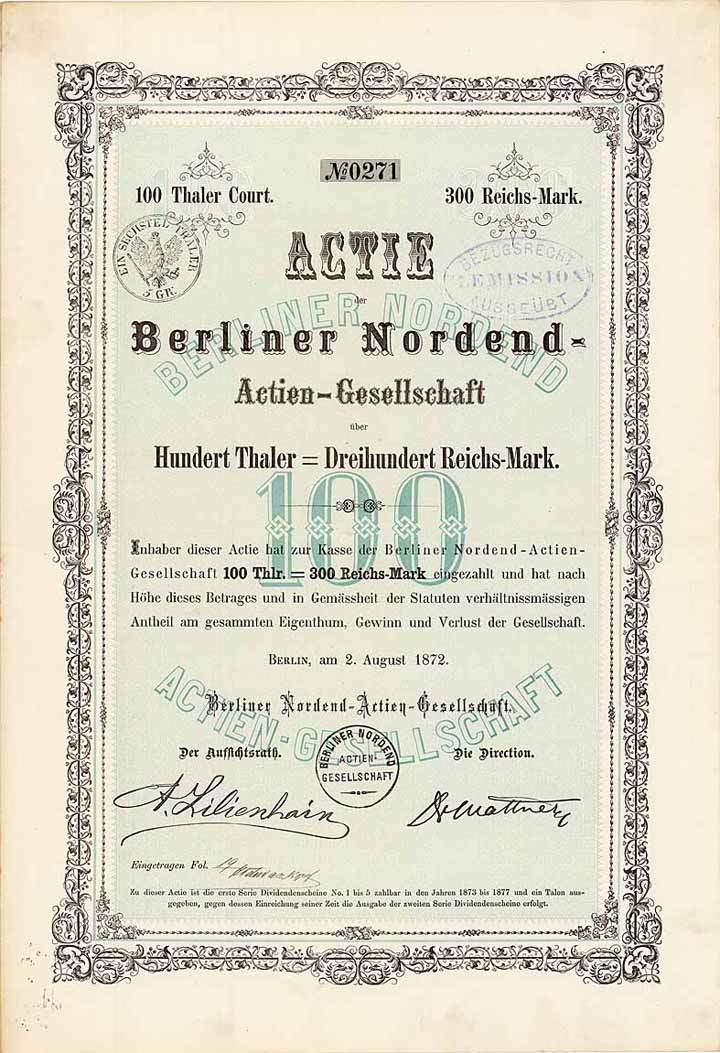 №0271
100 Thaler Court.
300 Reichs-Mark.
EIN SECHSTEL THALER
5 GR.
ACTIE
BEZUGSRECHT
EMISSION
AUSGEÜBT
der
BERLINER NORDEND
Berliner Nordend-
Actien-Gesellschaft
über
Hundert Thaler = Dreihundert Reichs-Mark.
100
Inhaber dieser Actie hat zur Kasse der Berliner Nordend-Actien-
Gesellschaft 100 Thlr. = 300 Reichs-Mark eingezahlt und hat nach
Höhe dieses Betrages und in Gemässheit der Statuten verhältnissmässigen
Antheil am gesammten Eigenthum, Gewinn und Verlust der Gesellschaft.
BERLIN, am 2. August 1872.
ACTIEN-GESELLSCHAFT
Berliner Nordend-Actien-Gesellschaft.
Der Aufsichtsrath.
BERLINER NORDEND
ACTIEN
GESELLSCHAFT
Die Direction.
A. Lilienhain
Eingetragen Fol.
Zu dieser Actie ist die erste Serie Dividendenscheine No. 1 bis 5 zahlbar in den Jahren 1873 bis 1877 und ein Talon aus-
gegeben, gegen dessen Einreichung seiner Zeit die Ausgabe der zweiten Serie Dividendenscheine erfolgt.